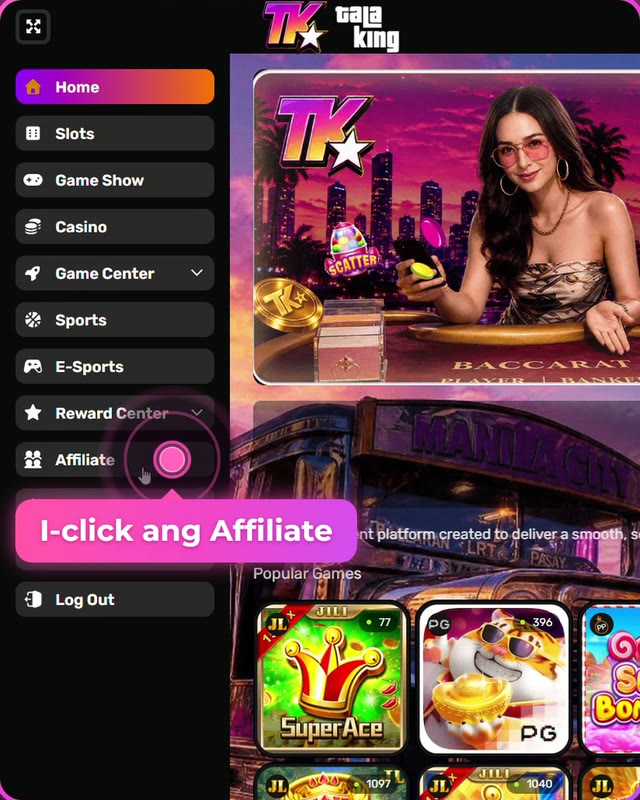 TK
tala
king
Home
Slots
Game Show
Casino
Game Center
Sports
E-Sports
Reward Center
Affiliate
I-click ang Affiliate
Log Out
TK
SCATTER
TK
BACCARAT
PLAYER | BANKER
MANILA CITY
ent platform created to deliver a smooth,
LRT
PASAY
Popular Games
JL
JILI
77
SuperAce
PG
396
PG
PP
JL
1097
JL
JILI
1040